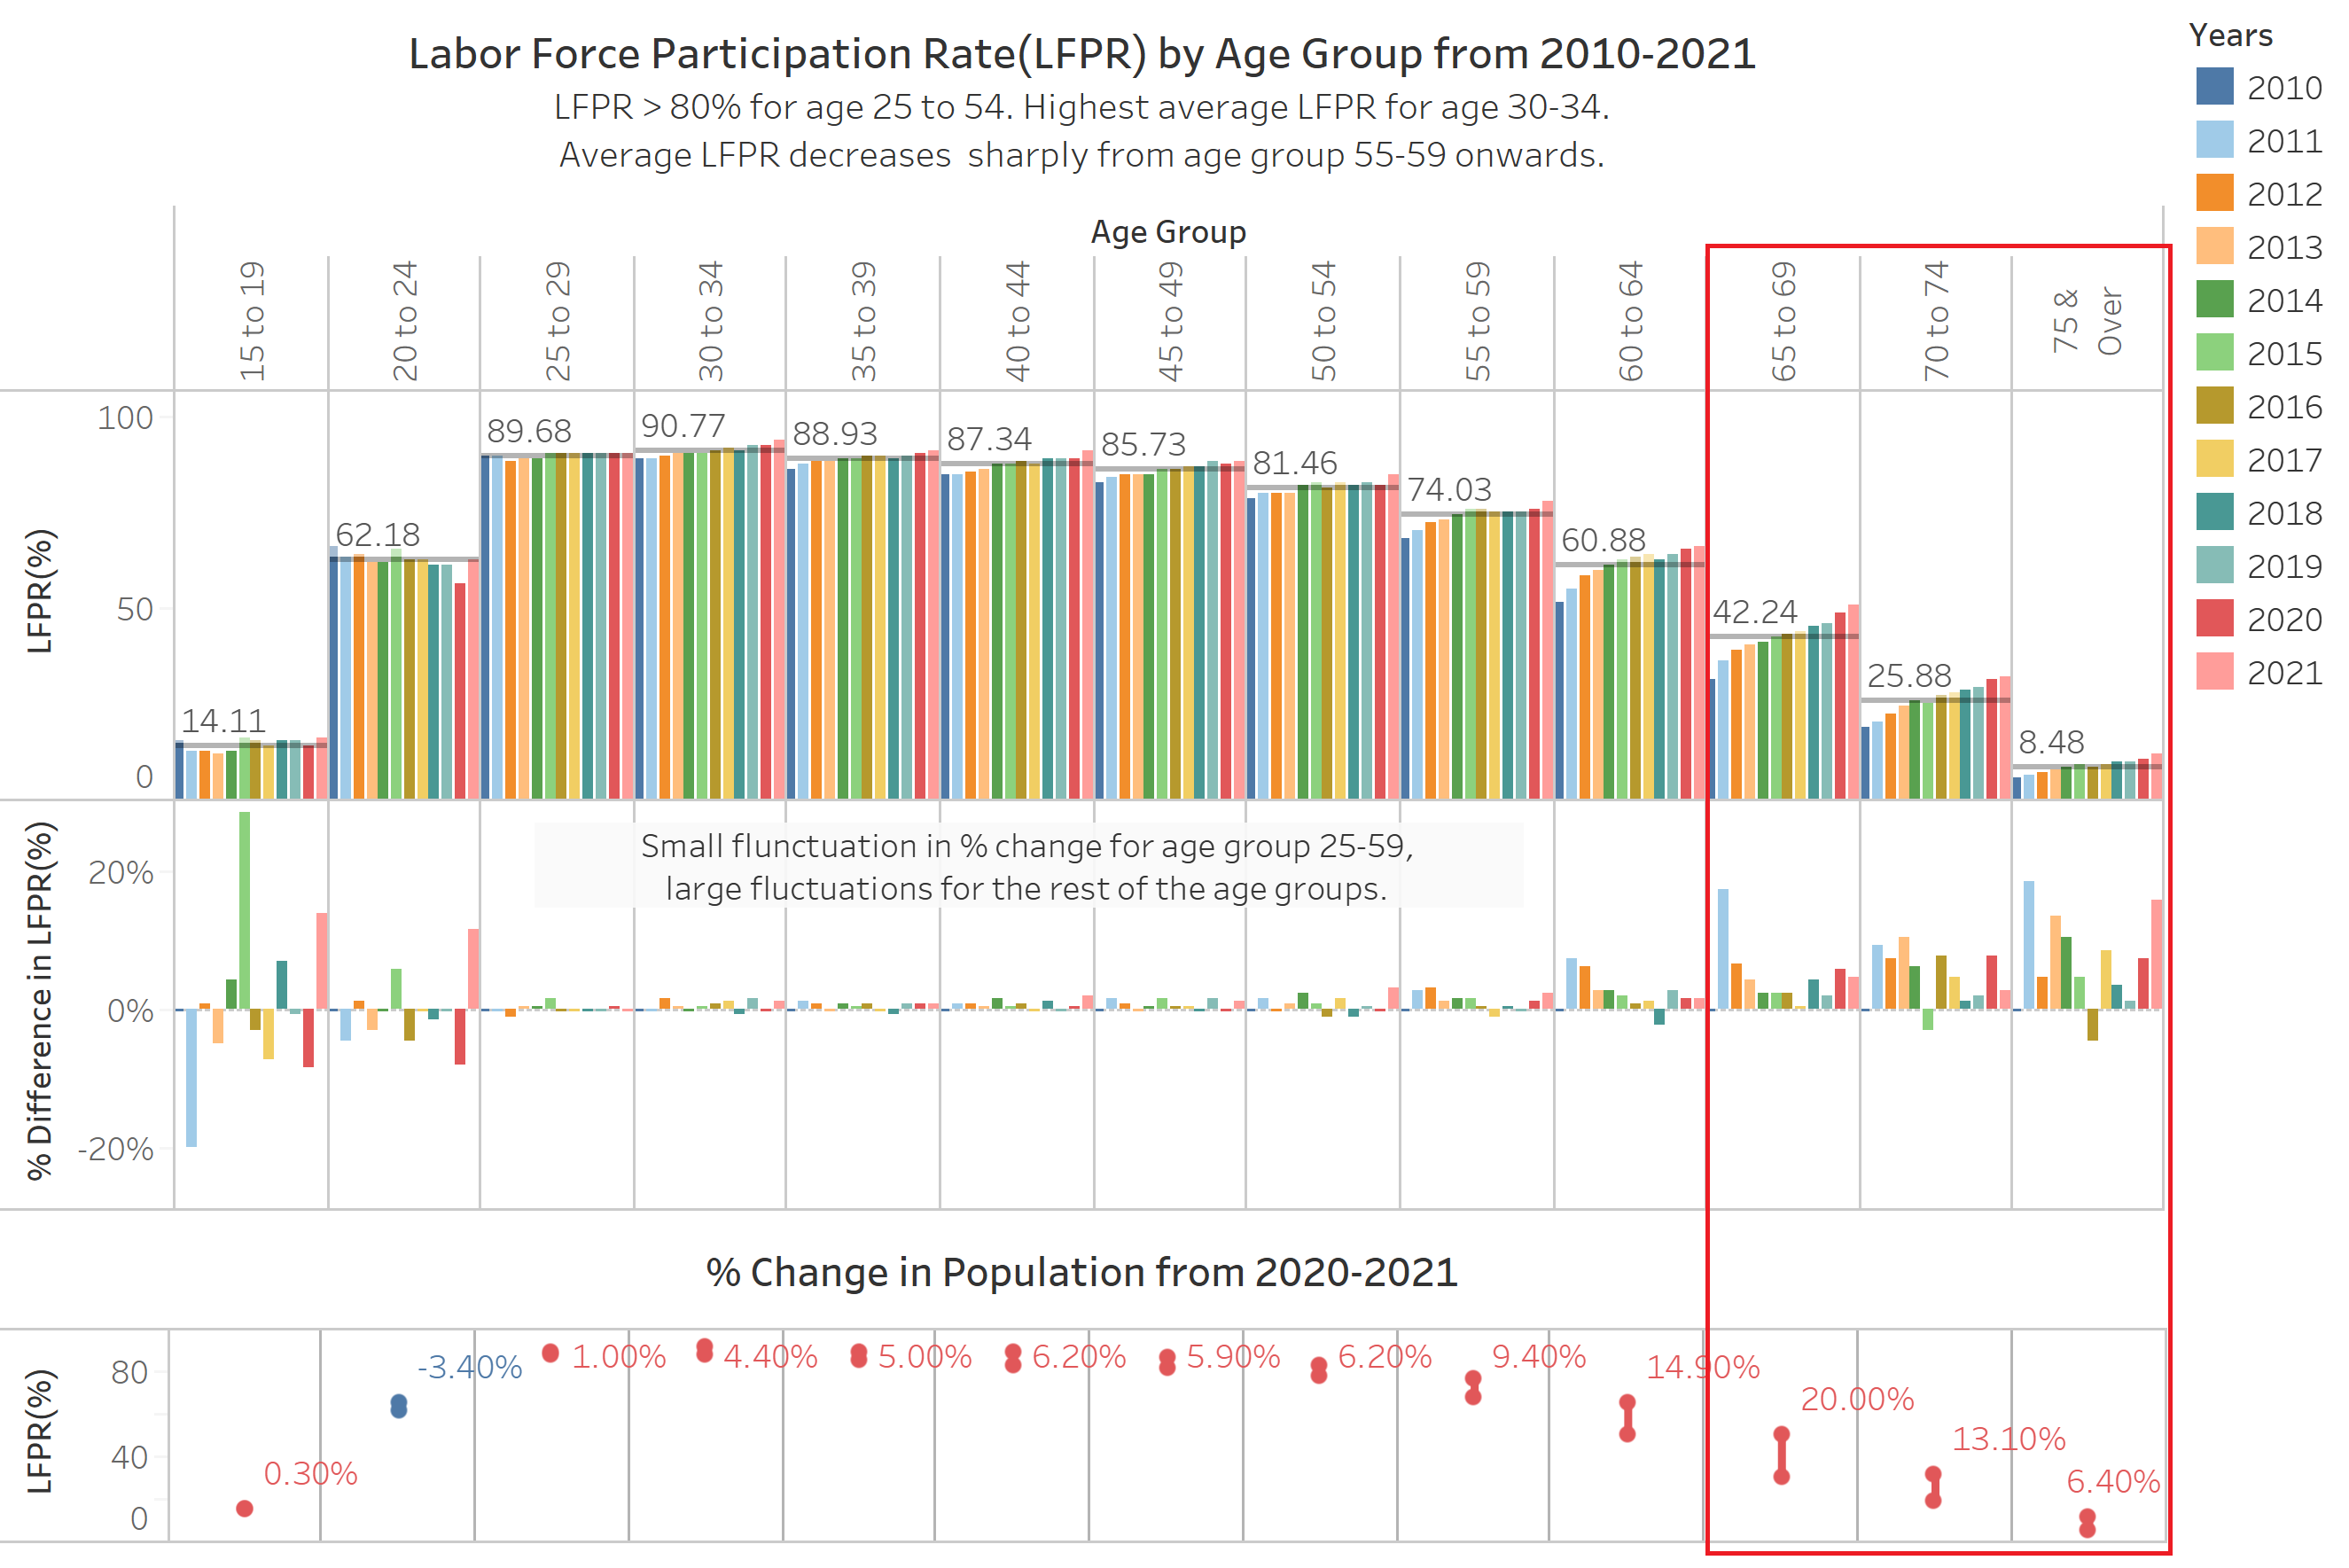 Labor Force Participation Rate(LFPR) by Age Group from 2010-2021
LFPR > 80% for age 25 to 54. Highest average LFPR for age 30-34.
Average LFPR decreases  sharply from age group 55-59 onwards.
Years
2010
2011
2012
2013
2014
2015
2016
2017
2018
2019
2020
2021
Age Group
15 to 19
20 to 24
25 to 29
30 to 34
35 to 39
40 to 44
45 to 49
50 to 54
55 to 59
60 to 64
65 to 69
70 to 74
75 &
Over
LFPR(%)
100
50
0
14.11
62.18
89.68
90.77
88.93
87.34
85.73
81.46
74.03
60.88
42.24
25.88
8.48
% Difference in LFPR(%)
20%
0%
-20%
Small flunctuation in % change for age group 25-59,
large fluctuations for the rest of the age groups.
% Change in Population from 2020-2021
LFPR(%)
80
40
0
0.30%
-3.40%
1.00%
4.40%
5.00%
6.20%
5.90%
6.20%
9.40%
14.90%
20.00%
13.10%
6.40%